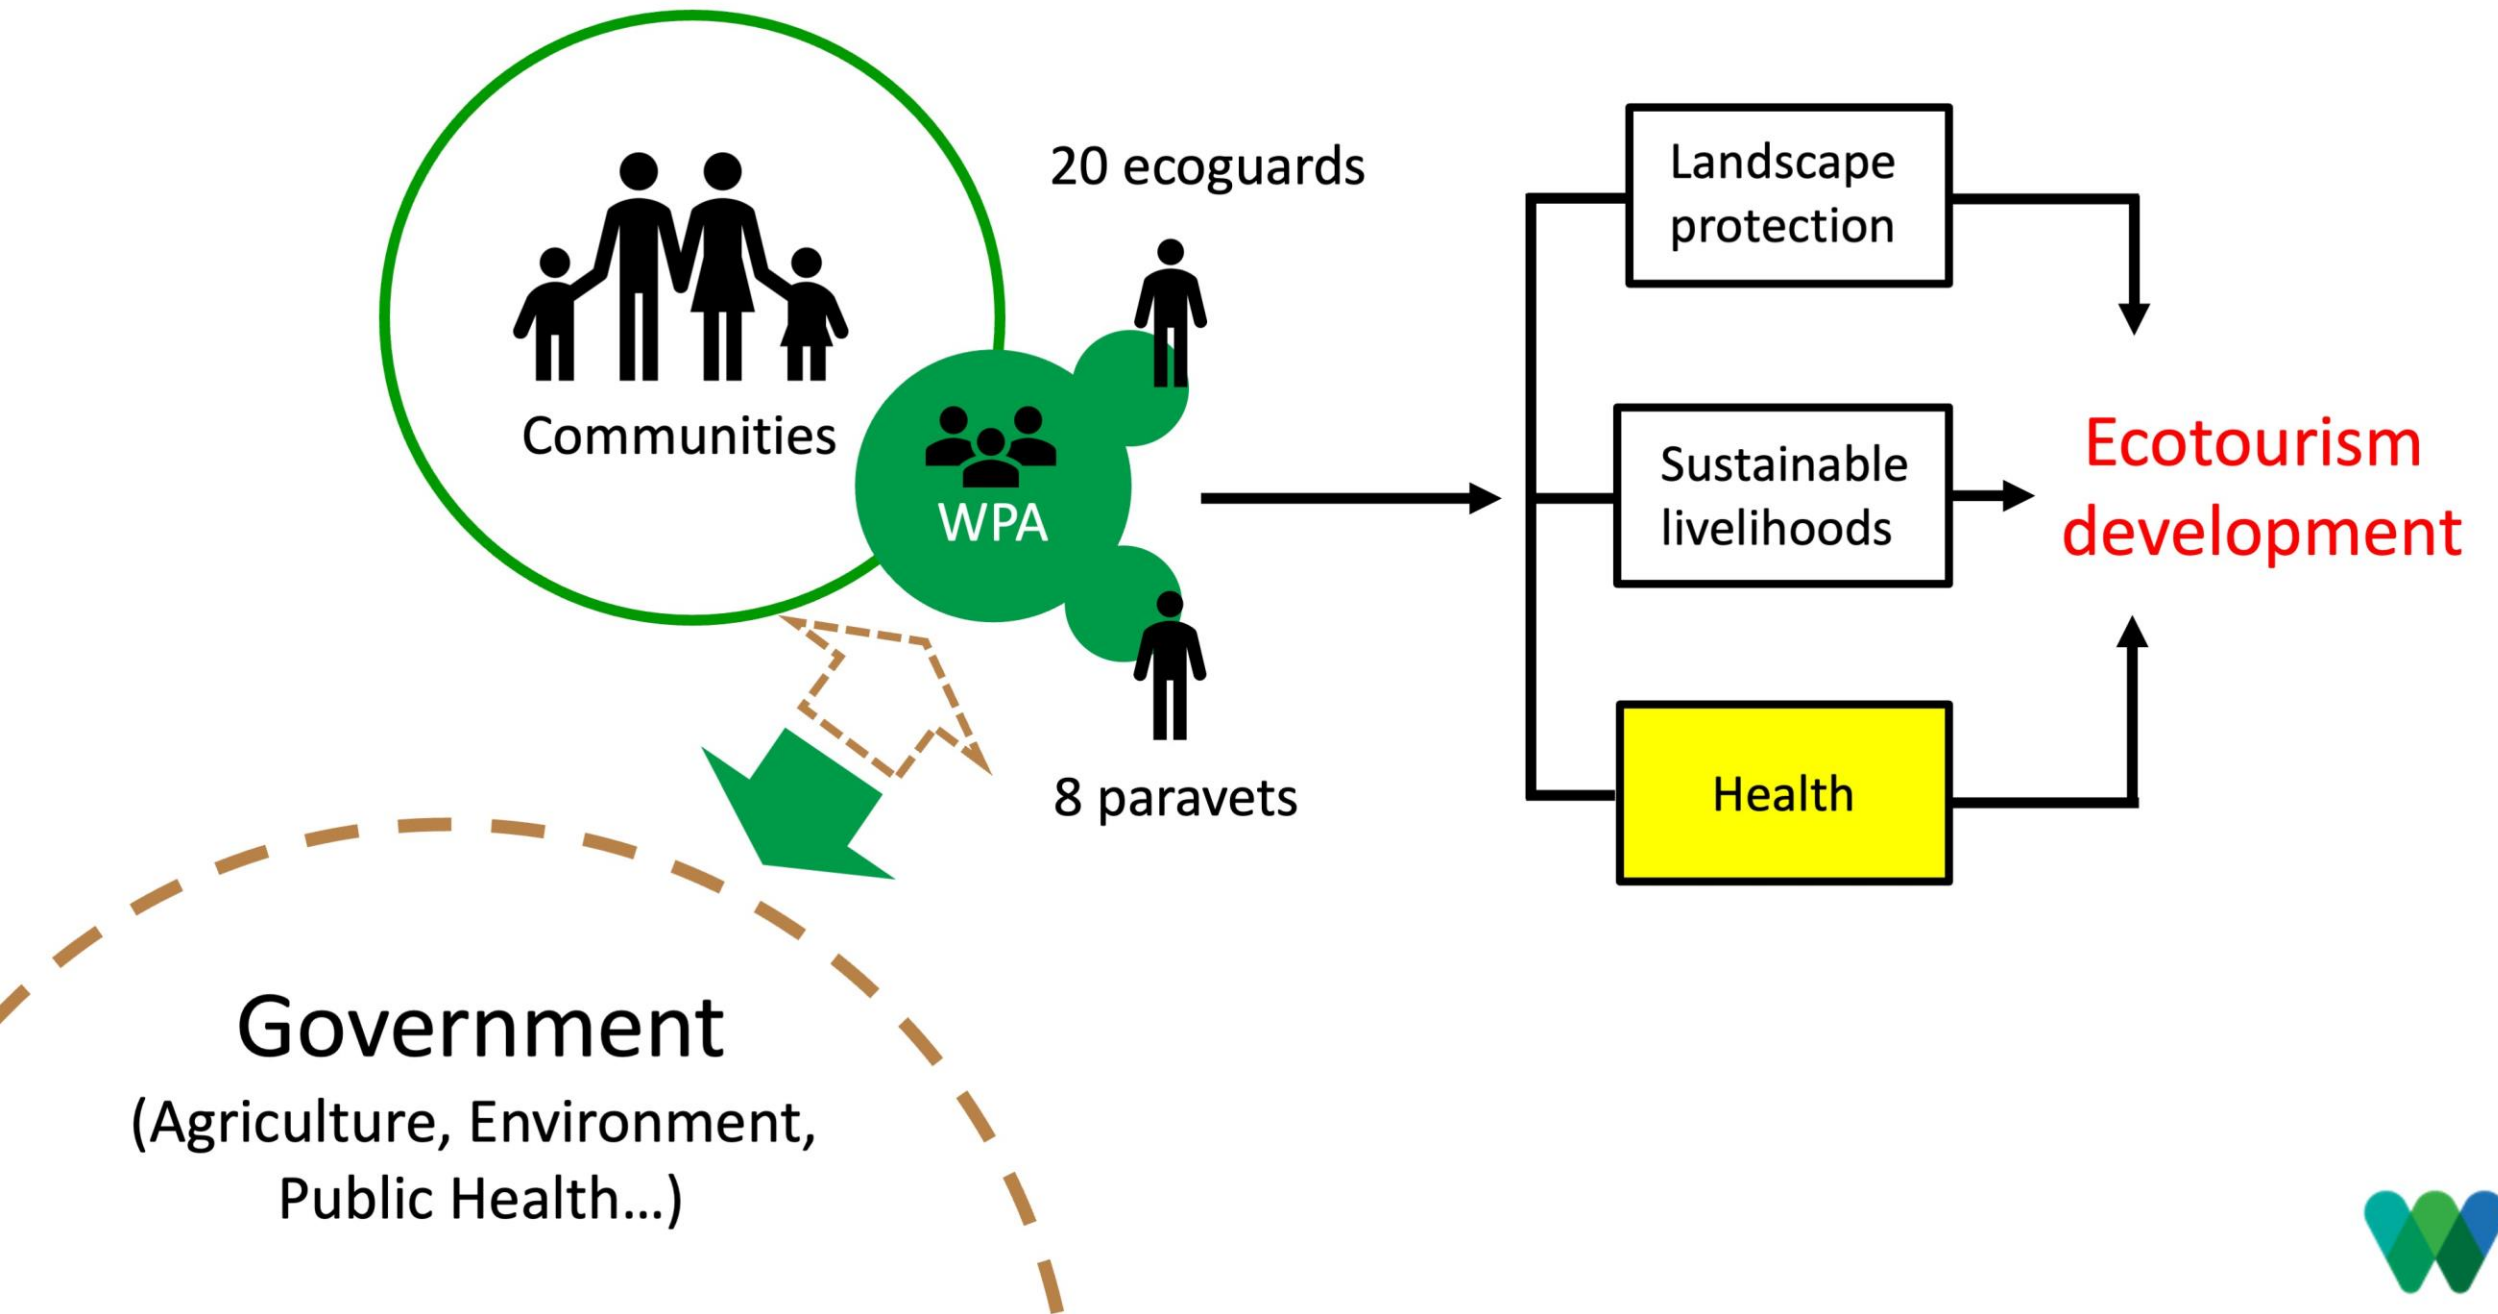 20 ecoguards
Communities
WPA
8 paravets
Landscape
protection
Sustainable
livelihoods
Health
Ecotourism
development
Government
(Agriculture, Environment,
Public Health...)